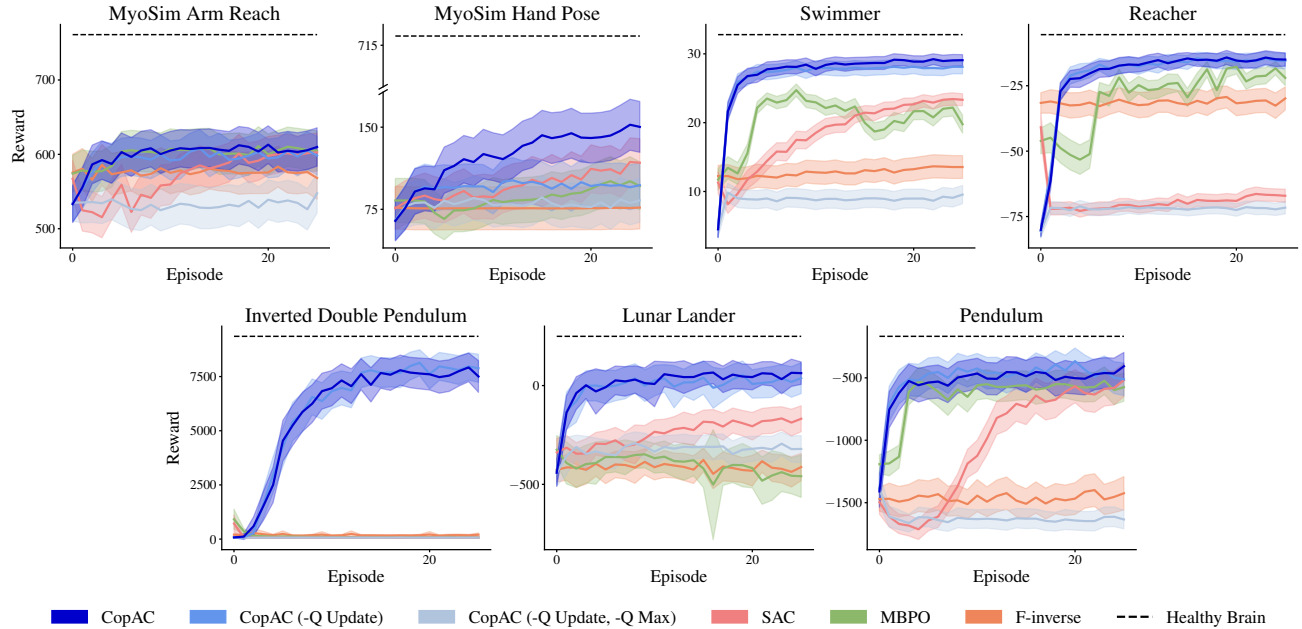 MyoSim Arm Reach
MyoSim Hand Pose
Swimmer
Reacher
Reward
700
600
500
0
20
Episode
715
150
75
0
20
Episode
30
20
10
0
20
Episode
−25
−50
−75
0
20
Episode
Inverted Double Pendulum
Lunar Lander
Pendulum
Reward
7500
5000
2500
0
0
20
Episode
0
−500
0
20
Episode
−500
−1000
−1500
0
20
Episode
CopAC
CopAC (-Q Update)
CopAC (-Q Update, -Q Max)
SAC
MBPO
F-inverse
Healthy Brain